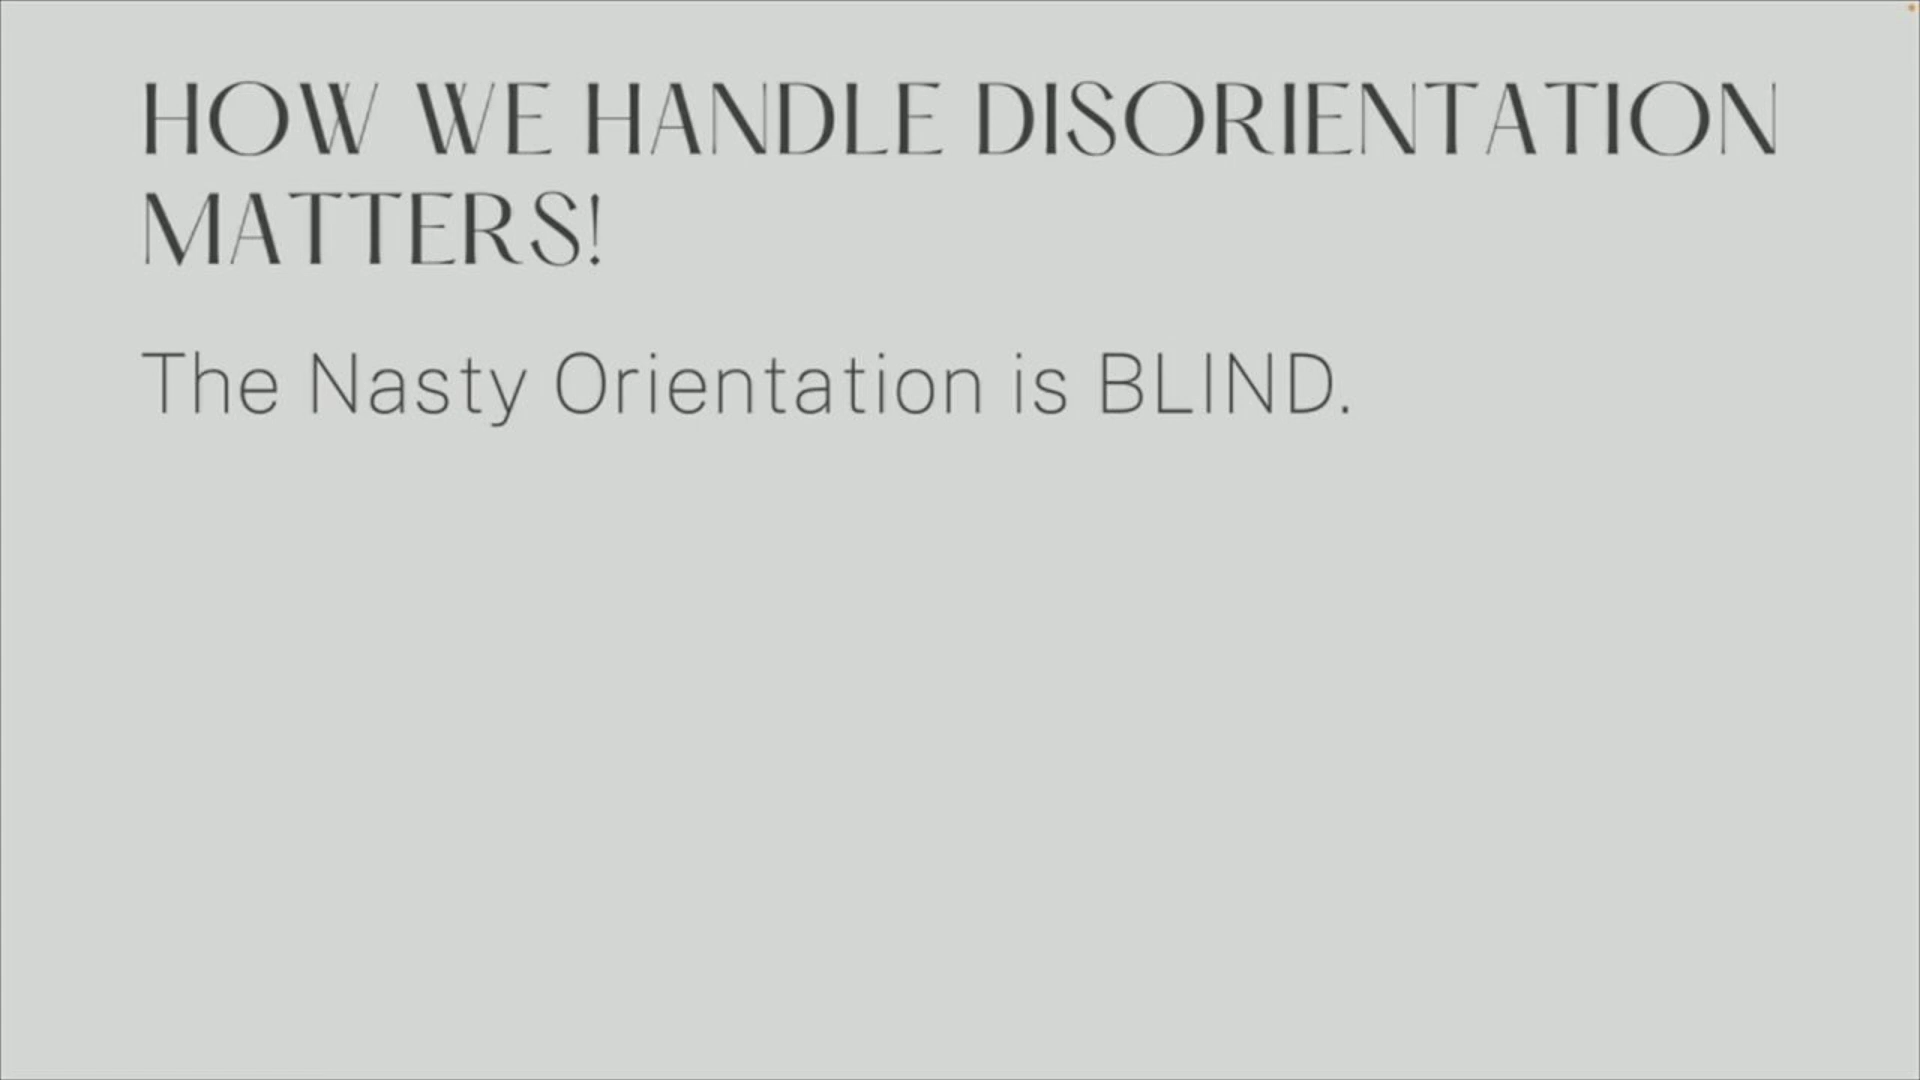 HOW WE HANDLE DISORIENTATION
MATTERS!
The Nasty Orientation is BLIND.